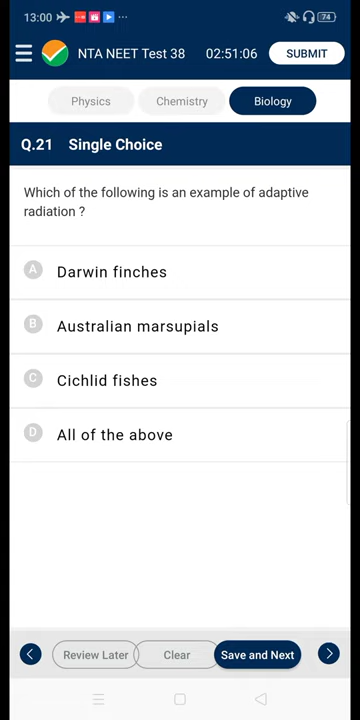 13:00
74
NTA NEET Test 38 02:51:06 SUBMIT
Physics Chemistry Biology
Q.21 Single Choice
Which of the following is an example of adaptive
radiation ?
A Darwin finches
B Australian marsupials
C Cichlid fishes
D All of the above
Review Later Clear Save and Next